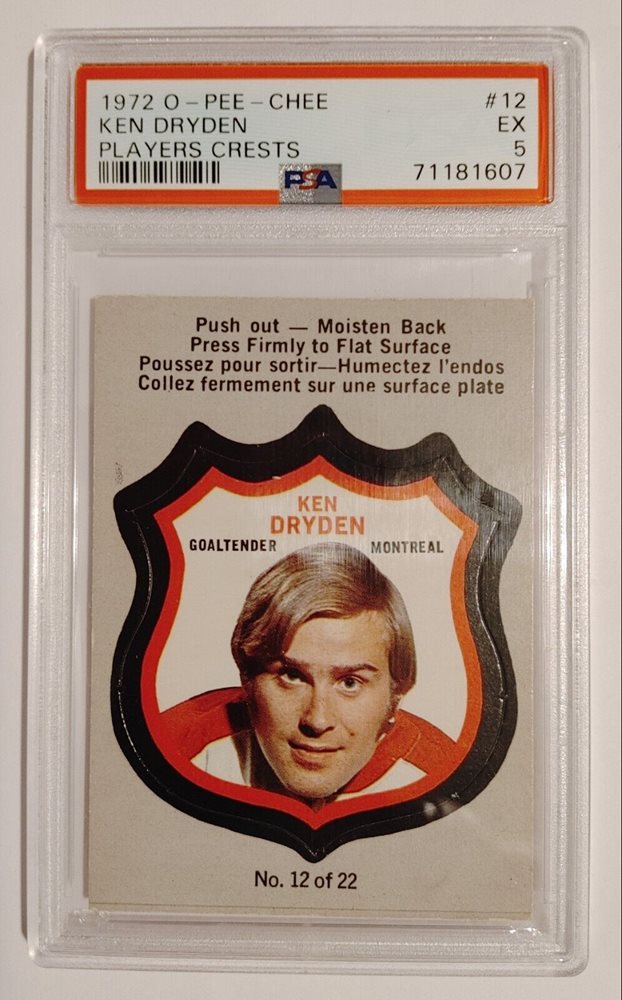 1972 O-PEE-CHEE #12
KEN DRYDEN EX
PLAYERS CRESTS 5
PSA 71181607
Push out — Moisten Back
Press Firmly to Flat Surface
Poussez pour sortir—Humectez l'endos
Collez fermement sur une surface plate
KEN
DRYDEN
GOALTENDER MONTREAL
No. 12 of 22